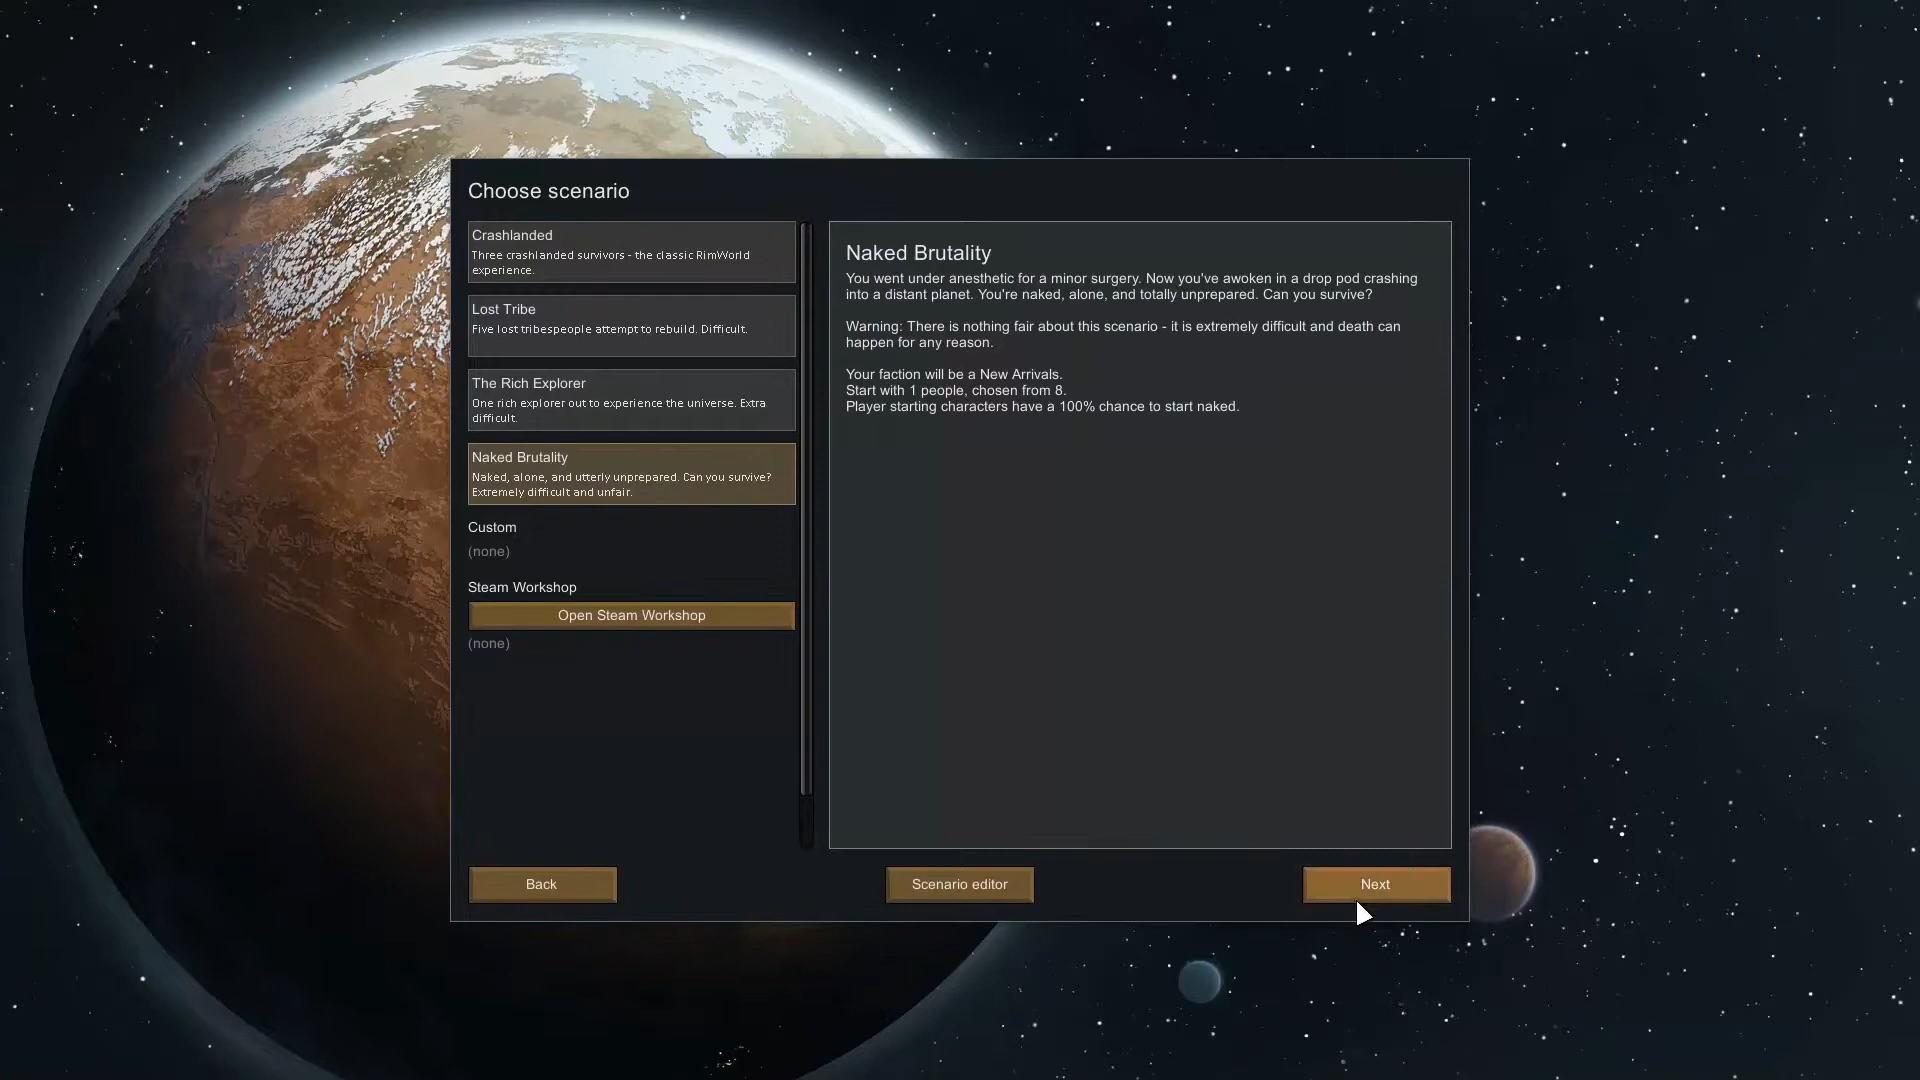 Choose scenario
Crashlanded
Three crashlanded survivors - the classic RimWorld
experience.
Lost Tribe
Five lost tribespeople attempt to rebuild. Difficult.
The Rich Explorer
One rich explorer out to experience the universe. Extra
difficult.
Naked Brutality
Naked, alone, and utterly unprepared. Can you survive?
Extremely difficult and unfair.
Custom
(none)
Steam Workshop
Open Steam Workshop
(none)
Naked Brutality
You went under anesthetic for a minor surgery. Now you've awoken in a drop pod crashing
into a distant planet. You're naked, alone, and totally unprepared. Can you survive?
Warning: There is nothing fair about this scenario - it is extremely difficult and death can
happen for any reason.
Your faction will be a New Arrivals.
Start with 1 people, chosen from 8.
Player starting characters have a 100% chance to start naked.
Back
Scenario editor
Next